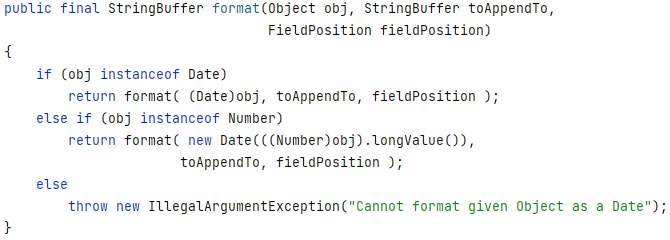 public final StringBuffer format(Object obj, StringBuffer toAppendTo,
                                 FieldPosition fieldPosition)
{
    if (obj instanceof Date)
        return format( (Date)obj, toAppendTo, fieldPosition );
    else if (obj instanceof Number)
        return format( new Date(((Number)obj).longValue()),
                      toAppendTo, fieldPosition );
    else
        throw new IllegalArgumentException("Cannot format given Object as a Date");
}